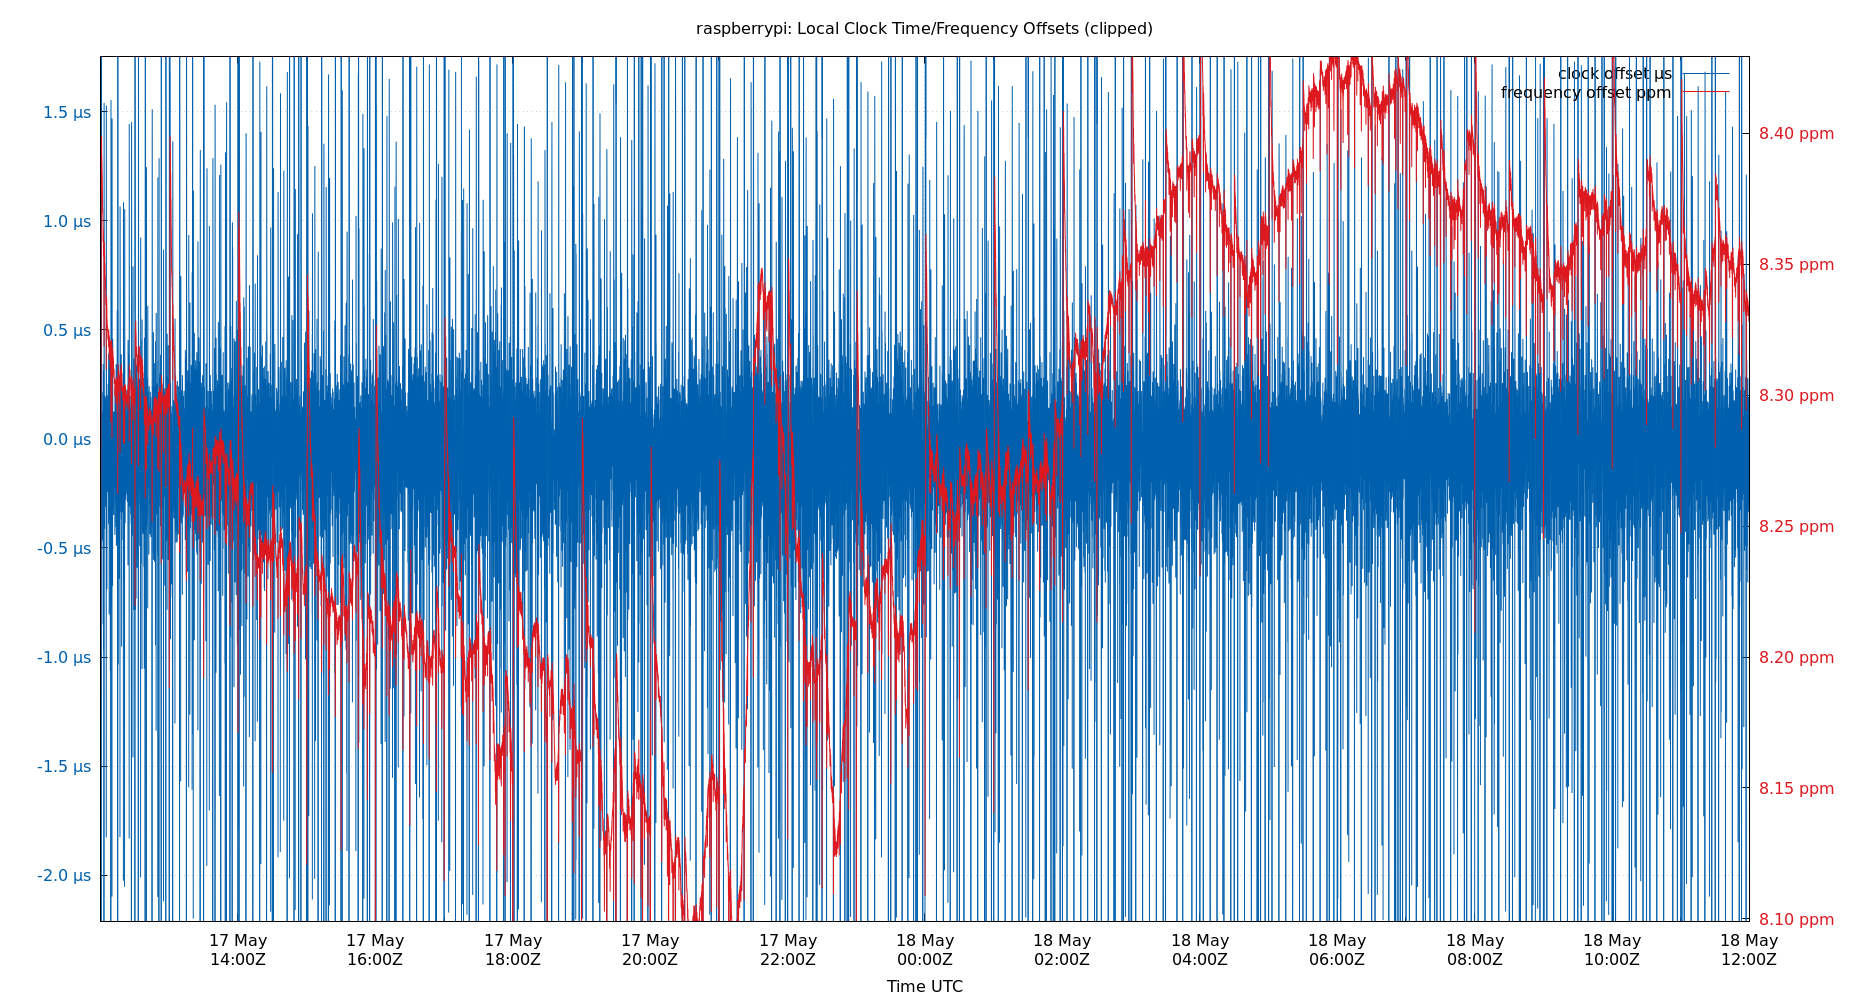 raspberrypi: Local Clock Time/Frequency Offsets (clipped)
clock offset µs
frequency offset ppm
1.5 µs
1.0 µs
0.5 µs
0.0 µs
-0.5 µs
-1.0 µs
-1.5 µs
-2.0 µs
8.40 ppm
8.35 ppm
8.30 ppm
8.25 ppm
8.20 ppm
8.15 ppm
8.10 ppm
17 May 17 May 17 May 17 May 17 May 18 May 18 May 18 May 18 May 18 May 18 May 18 May
14:00Z 16:00Z 18:00Z 20:00Z 22:00Z 00:00Z 02:00Z 04:00Z 06:00Z 08:00Z 10:00Z 12:00Z
Time UTC